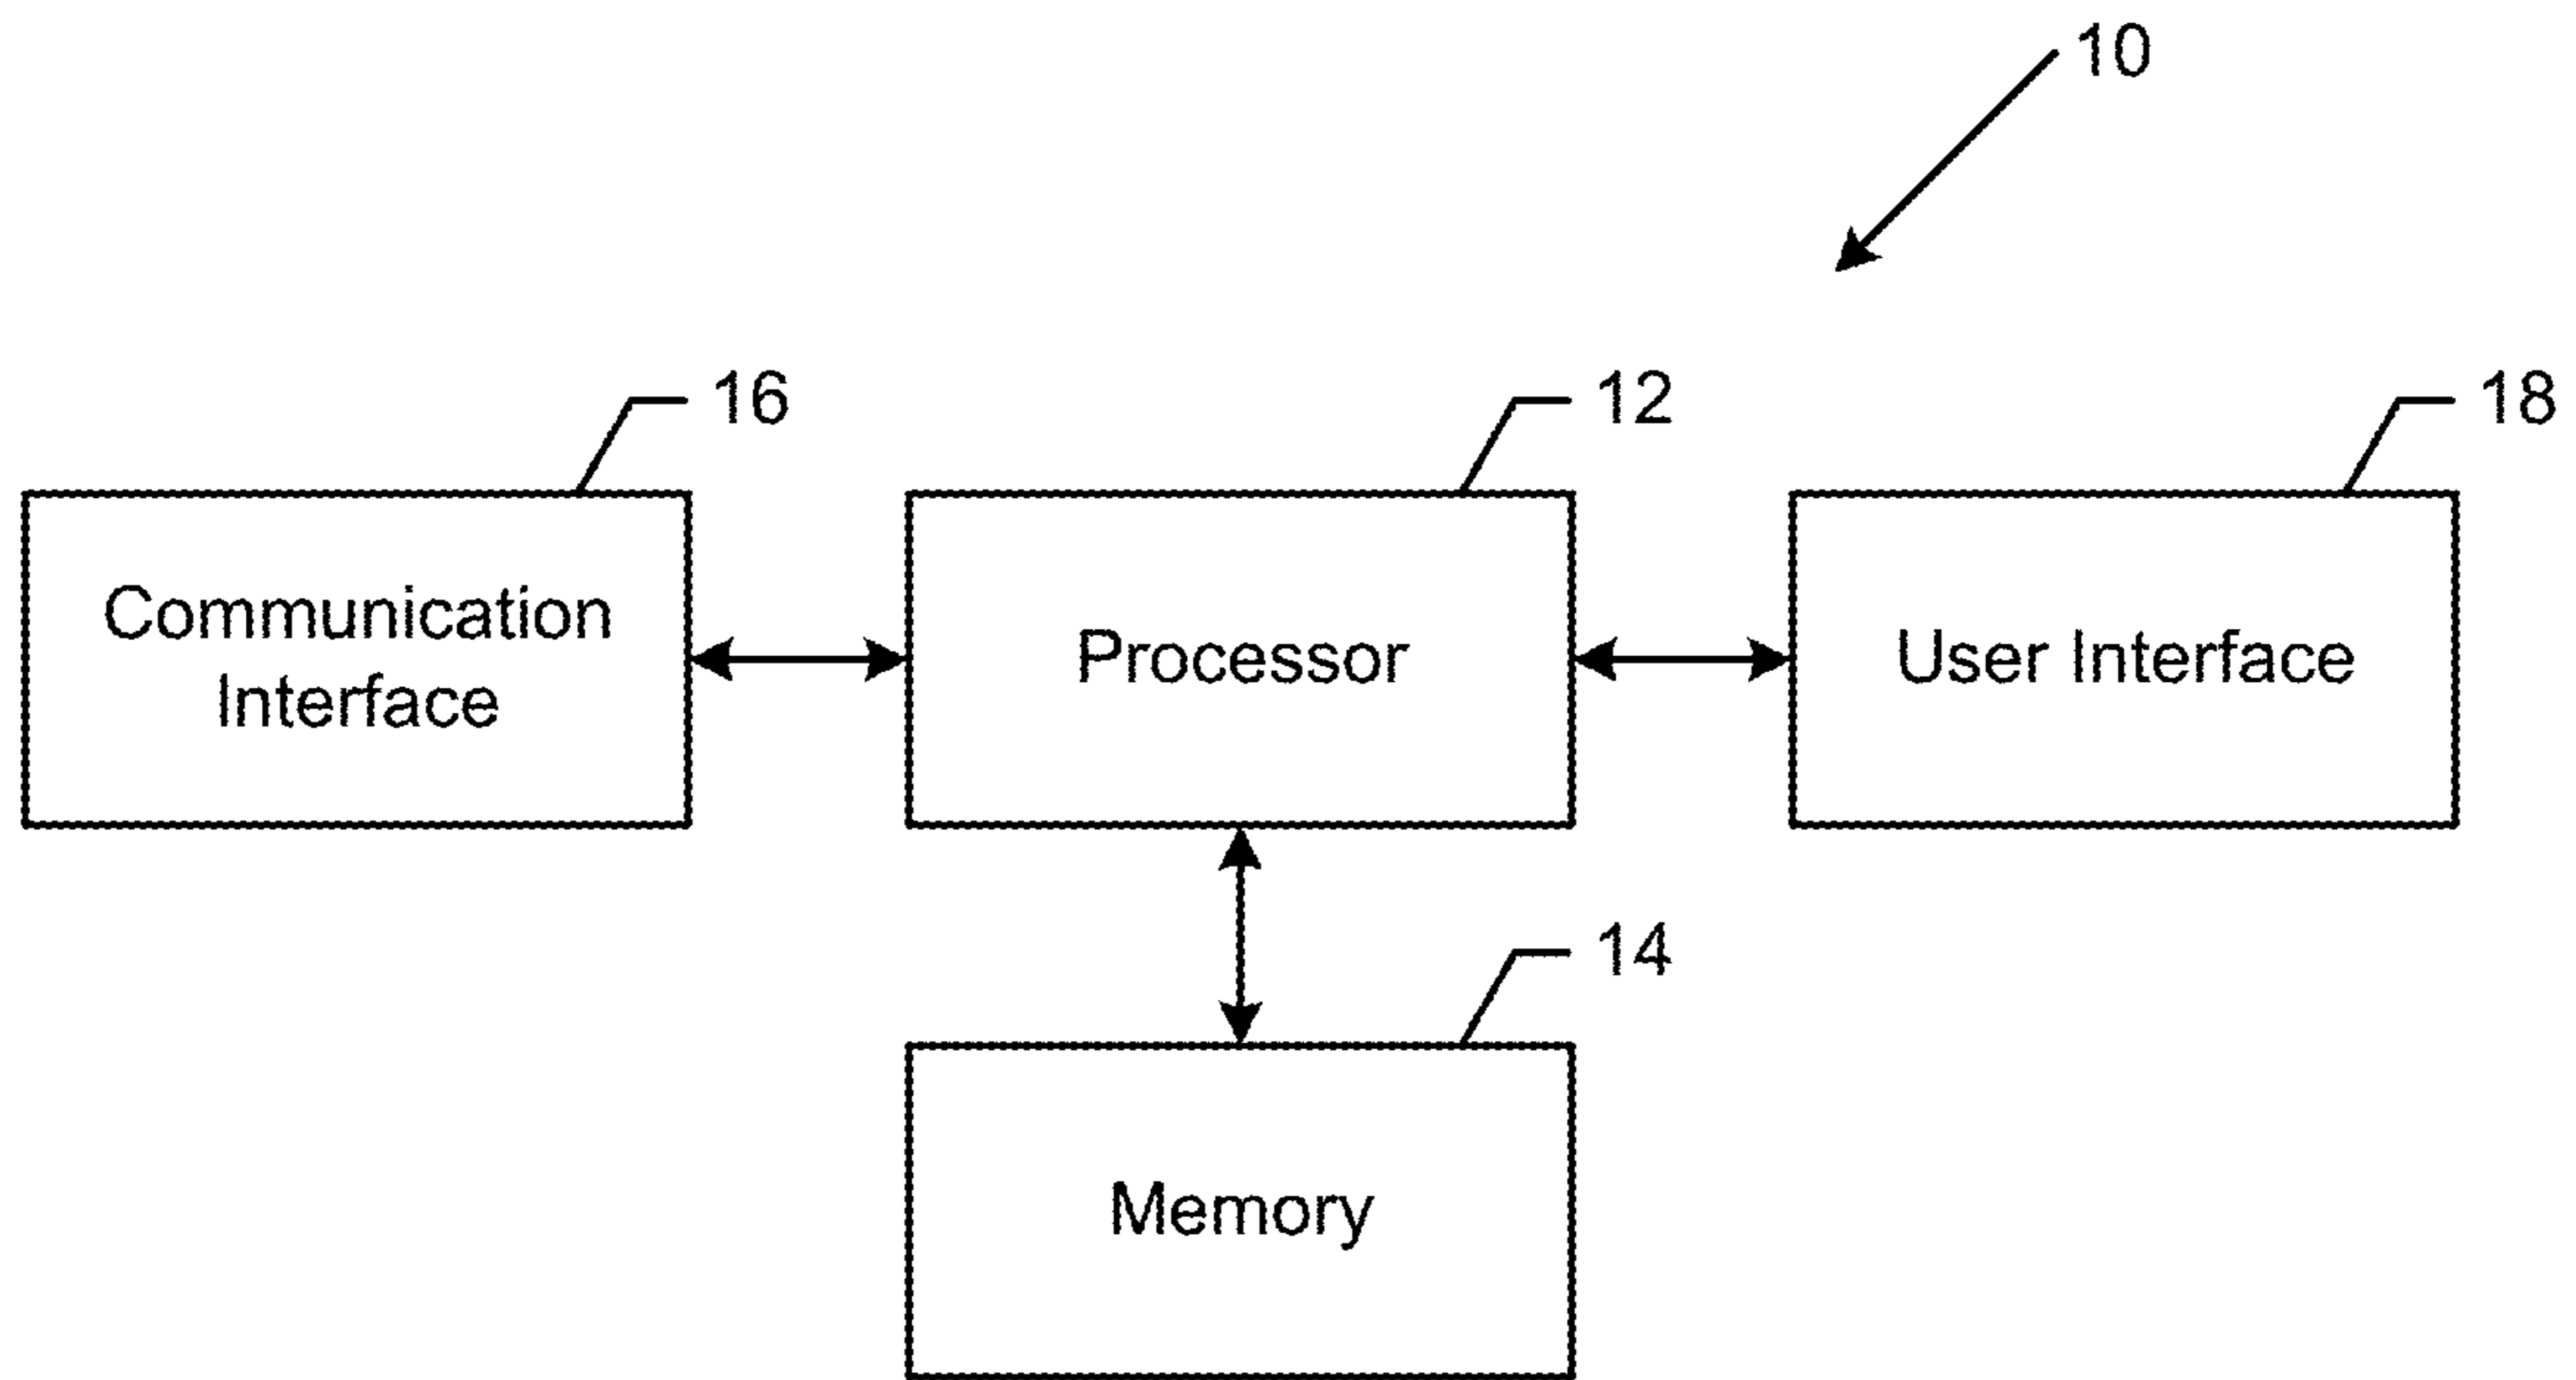 10
16
12
18
Communication
Interface
Processor
User Interface
14
Memory